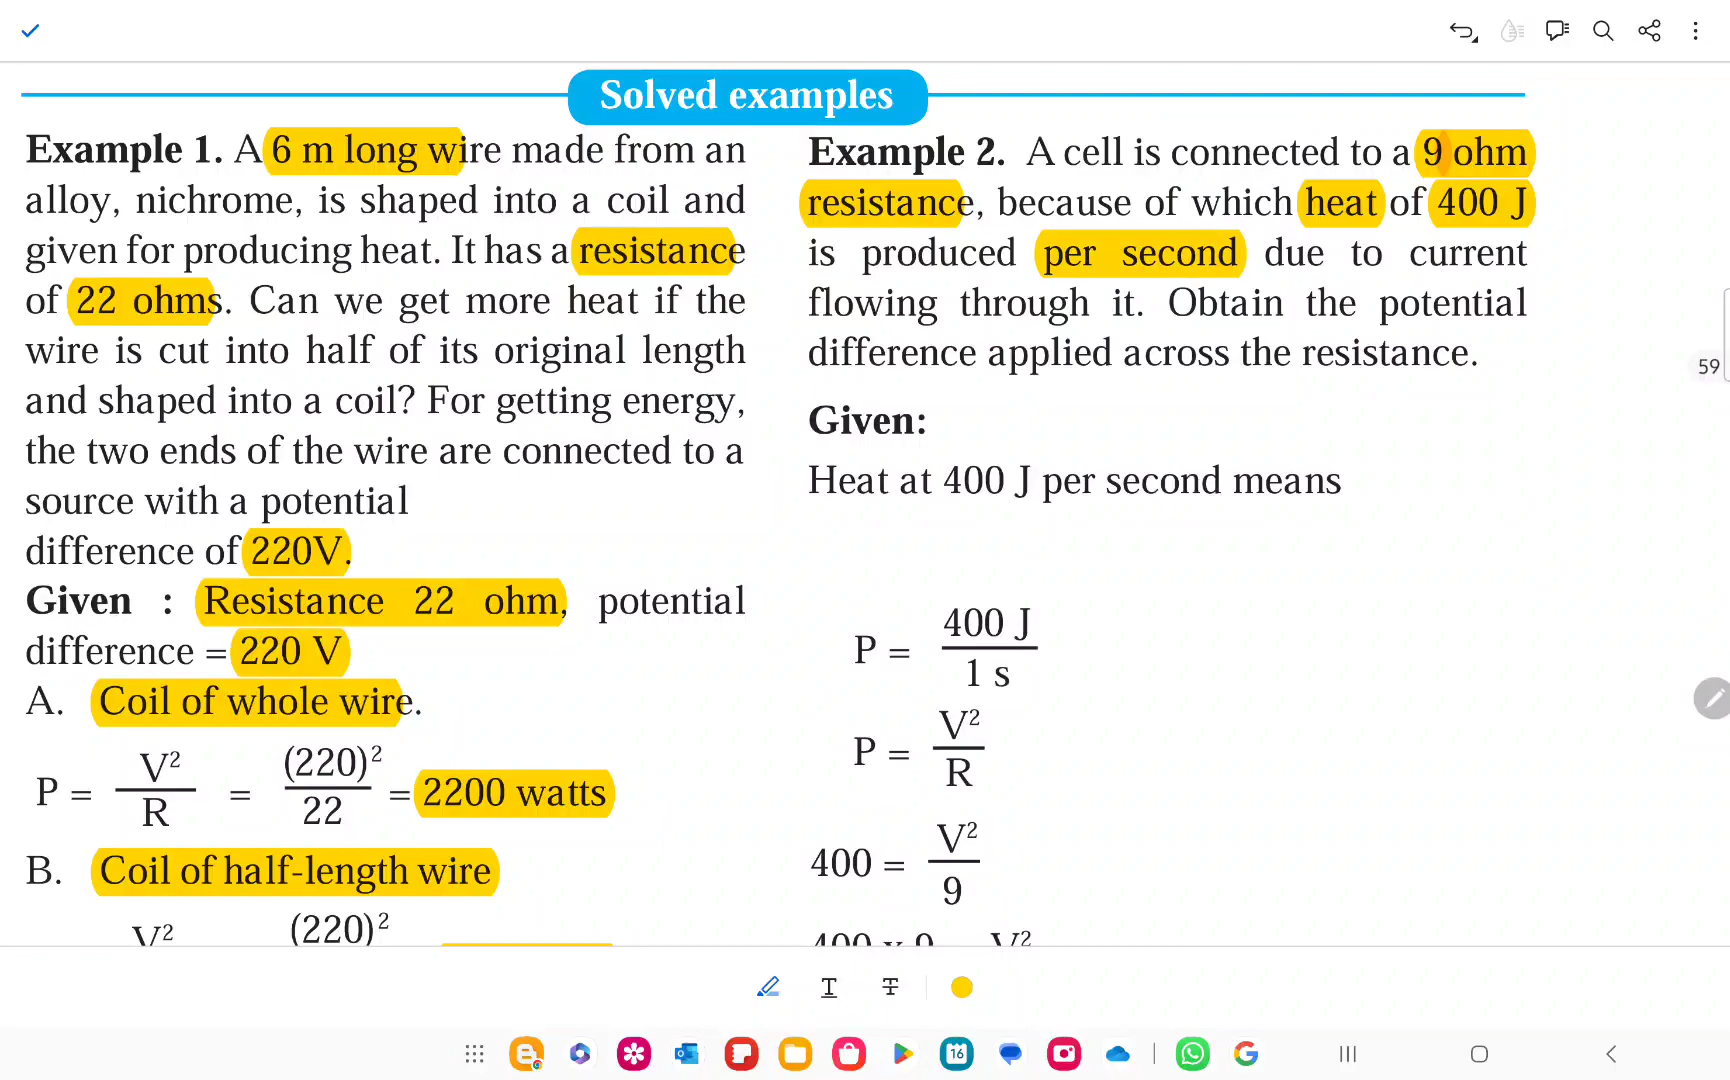 Solved examples
Example 1. A 6 m long wire made from an
alloy, nichrome, is shaped into a coil and
given for producing heat. It has a resistance
of 22 ohms. Can we get more heat if the
wire is cut into half of its original length
and shaped into a coil? For getting energy,
the two ends of the wire are connected to a
source with a potential
difference of 220V.
Given : Resistance 22 ohm, potential
difference = 220 V
A. Coil of whole wire.
P = V² / R = (220)² / 22 = 2200 watts
B. Coil of half-length wire
V² (220)²
Example 2. A cell is connected to a 9 ohm
resistance, because of which heat of 400 J
is produced per second due to current
flowing through it. Obtain the potential
difference applied across the resistance.
Given:
Heat at 400 J per second means
P = 400 J / 1 s
P = V² / R
400 = V² / 9
400 x 9 V²
59
T T
16